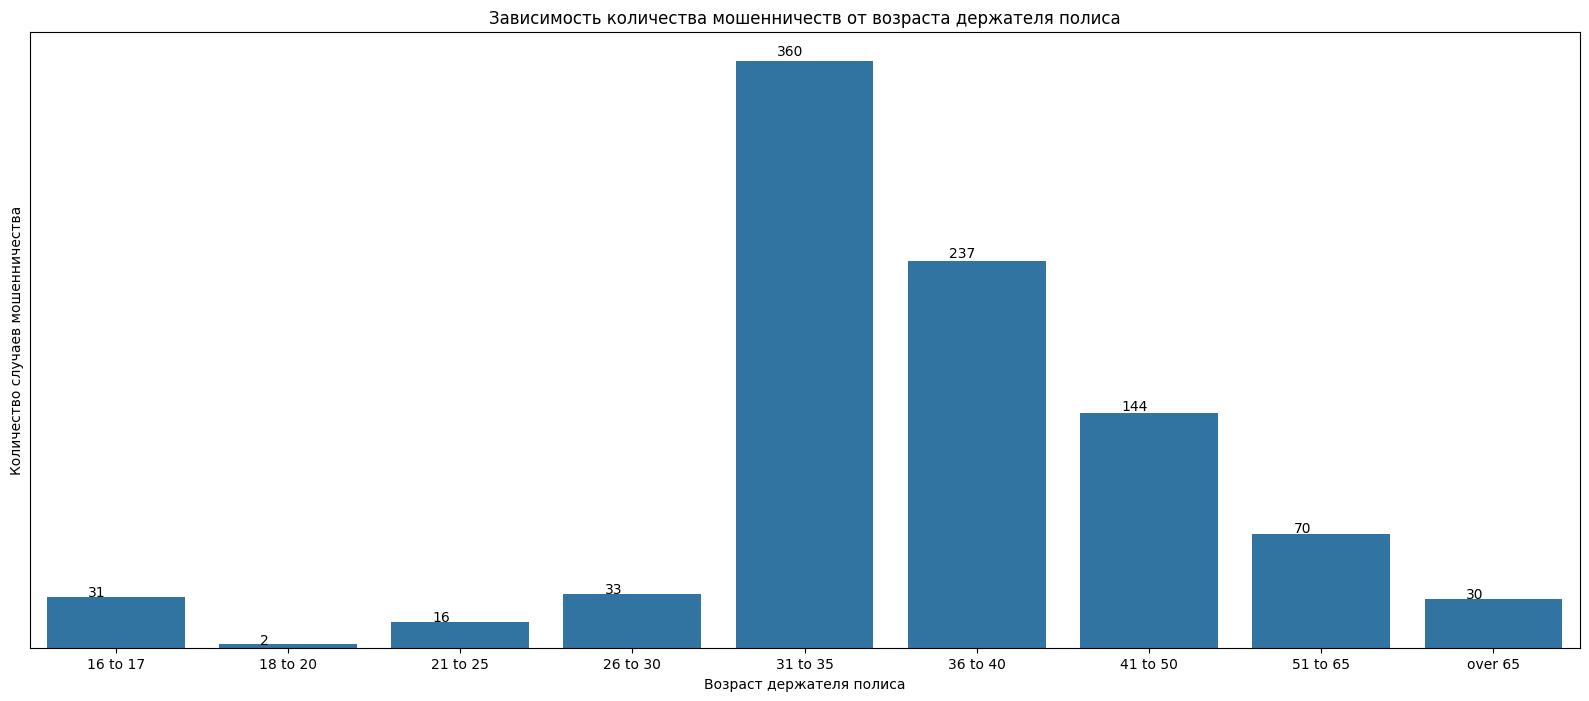 Зависимость количества мошенничеств от возраста держателя полиса
Количество случаев мошенничества
360
237
144
70
31
2
16
33
30
16 to 17
18 to 20
21 to 25
26 to 30
31 to 35
36 to 40
41 to 50
51 to 65
over 65
Возраст держателя полиса